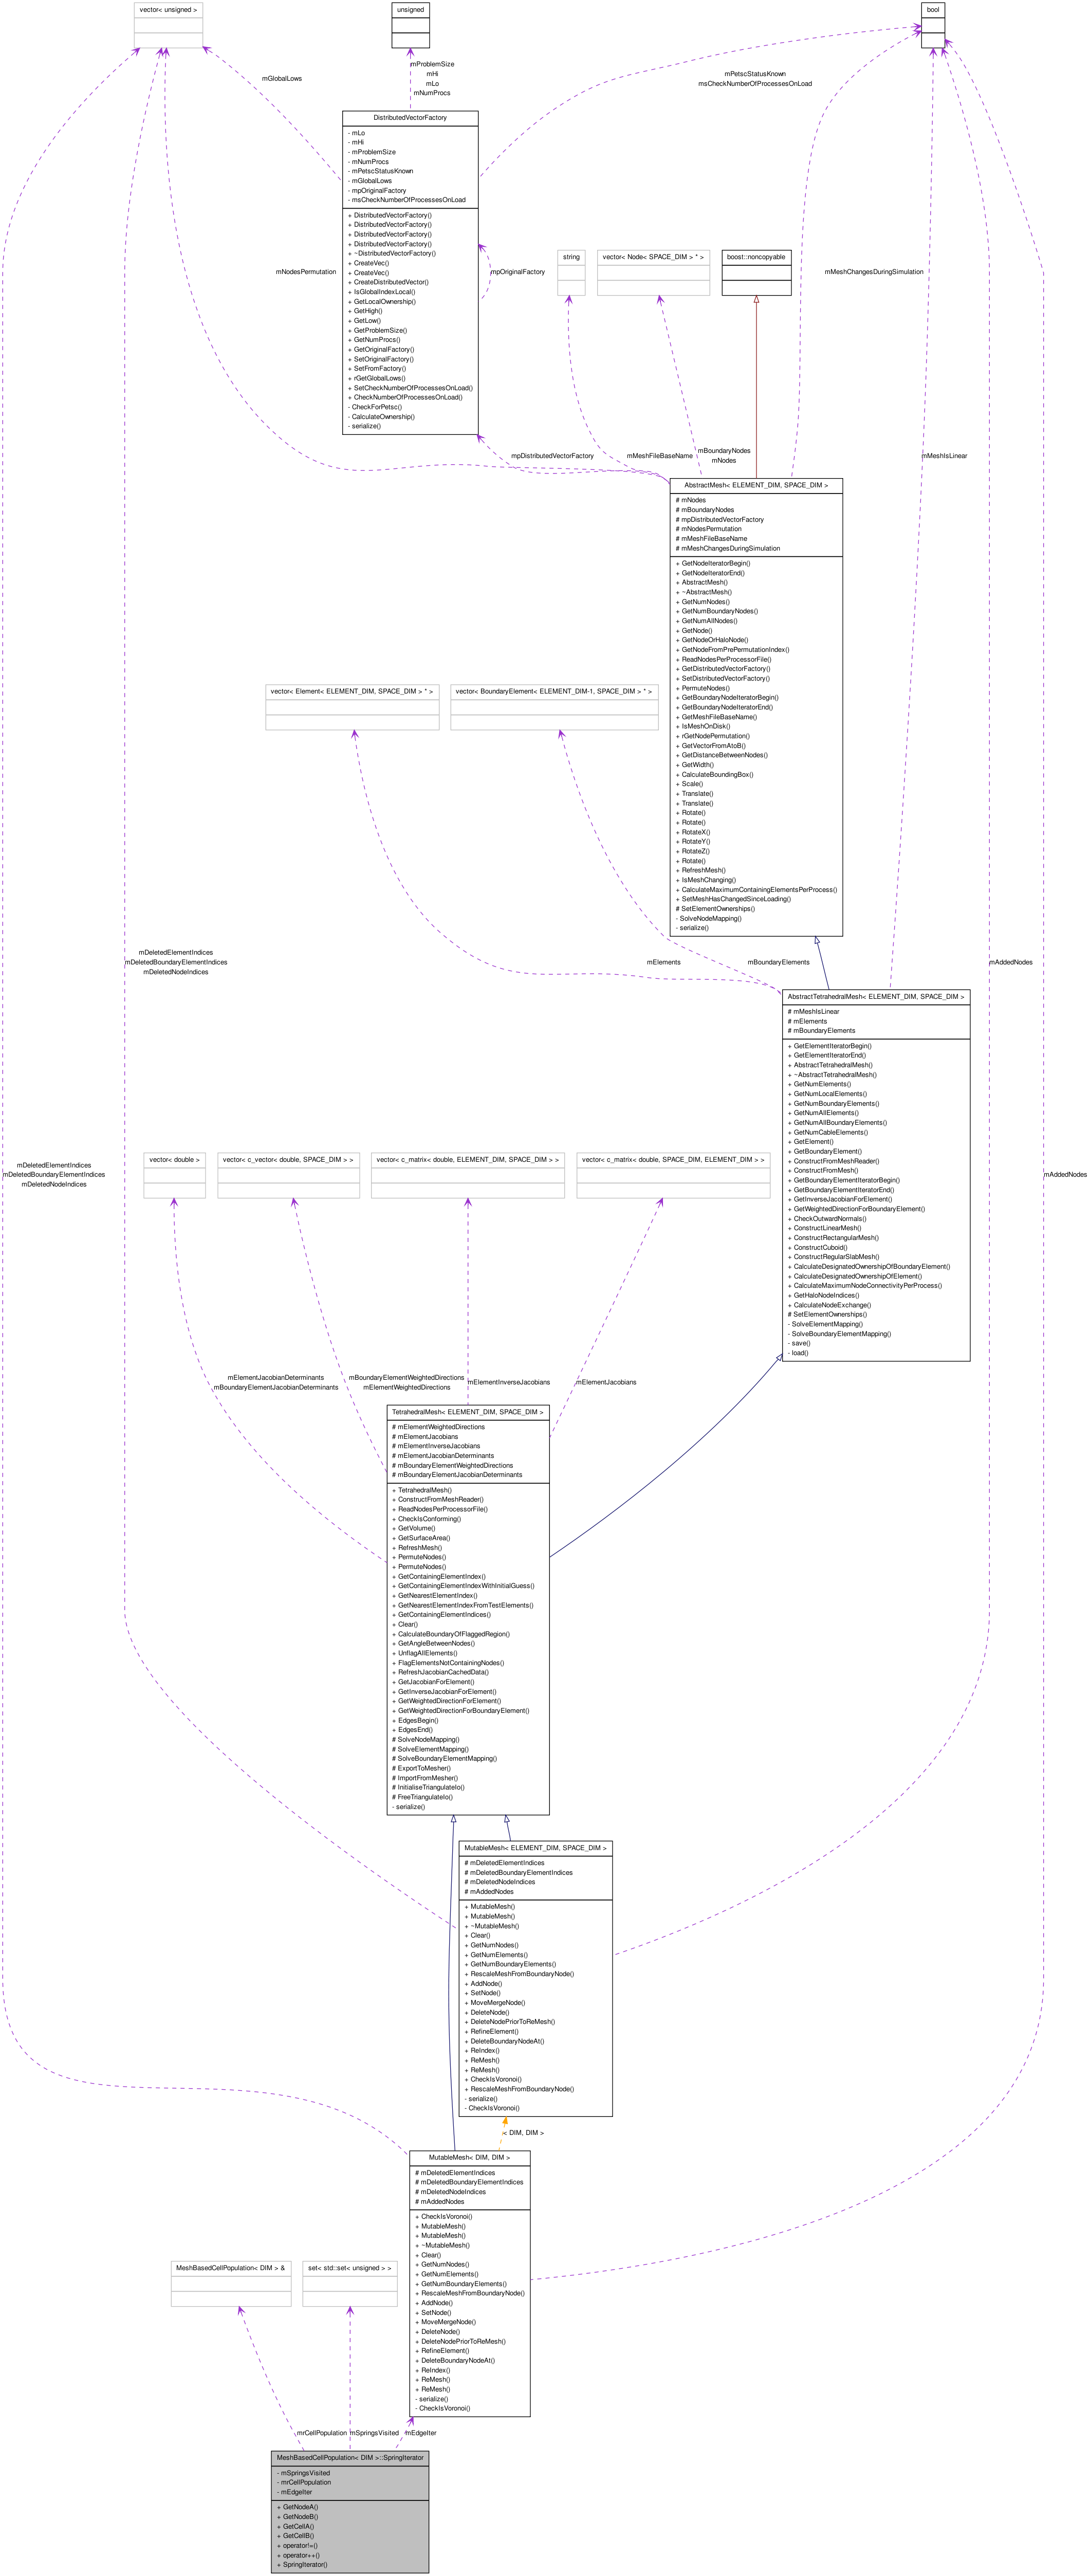 vector< unsigned >
unsigned
bool
mGlobalLows
mProblemSize
mHi
mLo
mNumProcs
mPetscStatusKnown
msCheckNumberOfProcessesOnLoad
DistributedVectorFactory
- mLo
- mHi
- mProblemSize
- mNumProcs
- mPetscStatusKnown
- mGlobalLows
- mpOriginalFactory
- msCheckNumberOfProcessesOnLoad
+ DistributedVectorFactory()
+ DistributedVectorFactory()
+ DistributedVectorFactory()
+ DistributedVectorFactory()
+ ~DistributedVectorFactory()
+ CreateVec()
+ CreateVec()
+ CreateDistributedVector()
+ IsGlobalIndexLocal()
+ GetLocalOwnership()
+ GetHigh()
+ GetLow()
+ GetProblemSize()
+ GetNumProcs()
+ GetOriginalFactory()
+ SetOriginalFactory()
+ SetFromFactory()
+ rGetGlobalLows()
+ SetCheckNumberOfProcessesOnLoad()
+ CheckNumberOfProcessesOnLoad()
- CheckForPetsc()
- CalculateOwnership()
- serialize()
mNodesPermutation
mpOriginalFactory
string
vector< Node< SPACE_DIM > * >
boost::noncopyable
mMeshChangesDuringSimulation
mpDistributedVectorFactory
mMeshFileBaseName
mBoundaryNodes
mNodes
mMeshIsLinear
AbstractMesh< ELEMENT_DIM, SPACE_DIM >
# mNodes
# mBoundaryNodes
# mpDistributedVectorFactory
# mNodesPermutation
# mMeshFileBaseName
# mMeshChangesDuringSimulation
+ GetNodeIteratorBegin()
+ GetNodeIteratorEnd()
+ AbstractMesh()
+ ~AbstractMesh()
+ GetNumNodes()
+ GetNumBoundaryNodes()
+ GetNumAllNodes()
+ GetNode()
+ GetNodeOrHaloNode()
+ GetNodeFromPrePermutationIndex()
+ ReadNodesPerProcessorFile()
+ GetDistributedVectorFactory()
+ SetDistributedVectorFactory()
+ PermuteNodes()
+ GetBoundaryNodeIteratorBegin()
+ GetBoundaryNodeIteratorEnd()
+ GetMeshFileBaseName()
+ IsMeshOnDisk()
+ rGetNodePermutation()
+ GetVectorFromAtoB()
+ GetDistanceBetweenNodes()
+ GetWidth()
+ CalculateBoundingBox()
+ Scale()
+ Translate()
+ Translate()
+ Rotate()
+ Rotate()
+ RotateX()
+ RotateY()
+ RotateZ()
+ Rotate()
+ RefreshMesh()
+ IsMeshChanging()
+ CalculateMaximumContainingElementsPerProcess()
+ SetMeshHasChangedSinceLoading()
# SetElementOwnerships()
- SolveNodeMapping()
- serialize()
vector< Element< ELEMENT_DIM, SPACE_DIM > * >
vector< BoundaryElement< ELEMENT_DIM-1, SPACE_DIM > * >
mDeletedElementIndices
mDeletedBoundaryElementIndices
mDeletedNodeIndices
mElements
mBoundaryElements
mAddedNodes
AbstractTetrahedralMesh< ELEMENT_DIM, SPACE_DIM >
# mMeshIsLinear
# mElements
# mBoundaryElements
+ GetElementIteratorBegin()
+ GetElementIteratorEnd()
+ AbstractTetrahedralMesh()
+ ~AbstractTetrahedralMesh()
+ GetNumElements()
+ GetNumLocalElements()
+ GetNumBoundaryElements()
+ GetNumAllElements()
+ GetNumAllBoundaryElements()
+ GetNumCableElements()
+ GetElement()
+ GetBoundaryElement()
+ ConstructFromMeshReader()
+ ConstructFromMesh()
+ GetBoundaryElementIteratorBegin()
+ GetBoundaryElementIteratorEnd()
+ GetInverseJacobianForElement()
+ GetWeightedDirectionForBoundaryElement()
+ CheckOutwardNormals()
+ ConstructLinearMesh()
+ ConstructRectangularMesh()
+ ConstructCuboid()
+ ConstructRegularSlabMesh()
+ CalculateDesignatedOwnershipOfBoundaryElement()
+ CalculateDesignatedOwnershipOfElement()
+ CalculateMaximumNodeConnectivityPerProcess()
+ GetHaloNodeIndices()
+ CalculateNodeExchange()
# SetElementOwnerships()
- SolveElementMapping()
- SolveBoundaryElementMapping()
- save()
- load()
mDeletedElementIndices
mDeletedBoundaryElementIndices
mDeletedNodeIndices
mAddedNodes
vector< double >
vector< c_vector< double, SPACE_DIM > >
vector< c_matrix< double, ELEMENT_DIM, SPACE_DIM > >
vector< c_matrix< double, SPACE_DIM, ELEMENT_DIM > >
mElementJacobianDeterminants
mBoundaryElementJacobianDeterminants
mBoundaryElementWeightedDirections
mElementWeightedDirections
mElementInverseJacobians
mElementJacobians
TetrahedralMesh< ELEMENT_DIM, SPACE_DIM >
# mElementWeightedDirections
# mElementJacobians
# mElementInverseJacobians
# mElementJacobianDeterminants
# mBoundaryElementWeightedDirections
# mBoundaryElementJacobianDeterminants
+ TetrahedralMesh()
+ ConstructFromMeshReader()
+ ReadNodesPerProcessorFile()
+ CheckIsConforming()
+ GetVolume()
+ GetSurfaceArea()
+ RefreshMesh()
+ PermuteNodes()
+ PermuteNodes()
+ GetContainingElementIndex()
+ GetContainingElementIndexWithInitialGuess()
+ GetNearestElementIndex()
+ GetNearestElementIndexFromTestElements()
+ GetContainingElementIndices()
+ Clear()
+ CalculateBoundaryOfFlaggedRegion()
+ GetAngleBetweenNodes()
+ UnflagAllElements()
+ FlagElementsNotContainingNodes()
+ RefreshJacobianCachedData()
+ GetJacobianForElement()
+ GetInverseJacobianForElement()
+ GetWeightedDirectionForElement()
+ GetWeightedDirectionForBoundaryElement()
+ EdgesBegin()
+ EdgesEnd()
# SolveNodeMapping()
# SolveElementMapping()
# SolveBoundaryElementMapping()
# ExportToMesher()
# ImportFromMesher()
# InitialiseTriangulateIo()
# FreeTriangulateIo()
- serialize()
MutableMesh< ELEMENT_DIM, SPACE_DIM >
# mDeletedElementIndices
# mDeletedBoundaryElementIndices
# mDeletedNodeIndices
# mAddedNodes
+ MutableMesh()
+ MutableMesh()
+ ~MutableMesh()
+ Clear()
+ GetNumNodes()
+ GetNumElements()
+ GetNumBoundaryElements()
+ RescaleMeshFromBoundaryNode()
+ AddNode()
+ SetNode()
+ MoveMergeNode()
+ DeleteNode()
+ DeleteNodePriorToReMesh()
+ RefineElement()
+ DeleteBoundaryNodeAt()
+ ReIndex()
+ ReMesh()
+ ReMesh()
+ CheckIsVoronoi()
+ RescaleMeshFromBoundaryNode()
- serialize()
- CheckIsVoronoi()
< DIM, DIM >
MutableMesh< DIM, DIM >
# mDeletedElementIndices
# mDeletedBoundaryElementIndices
# mDeletedNodeIndices
# mAddedNodes
+ CheckIsVoronoi()
+ MutableMesh()
+ MutableMesh()
+ ~MutableMesh()
+ Clear()
+ GetNumNodes()
+ GetNumElements()
+ GetNumBoundaryElements()
+ RescaleMeshFromBoundaryNode()
+ AddNode()
+ SetNode()
+ MoveMergeNode()
+ DeleteNode()
+ DeleteNodePriorToReMesh()
+ RefineElement()
+ DeleteBoundaryNodeAt()
+ ReIndex()
+ ReMesh()
+ ReMesh()
- serialize()
- CheckIsVoronoi()
MeshBasedCellPopulation< DIM > &
set< std::set< unsigned > >
mrCellPopulation
mSpringsVisited
mEdgeIter
MeshBasedCellPopulation< DIM >::SpringIterator
- mSpringsVisited
- mrCellPopulation
- mEdgeIter
+ GetNodeA()
+ GetNodeB()
+ GetCellA()
+ GetCellB()
+ operator!=()
+ operator++()
+ SpringIterator()